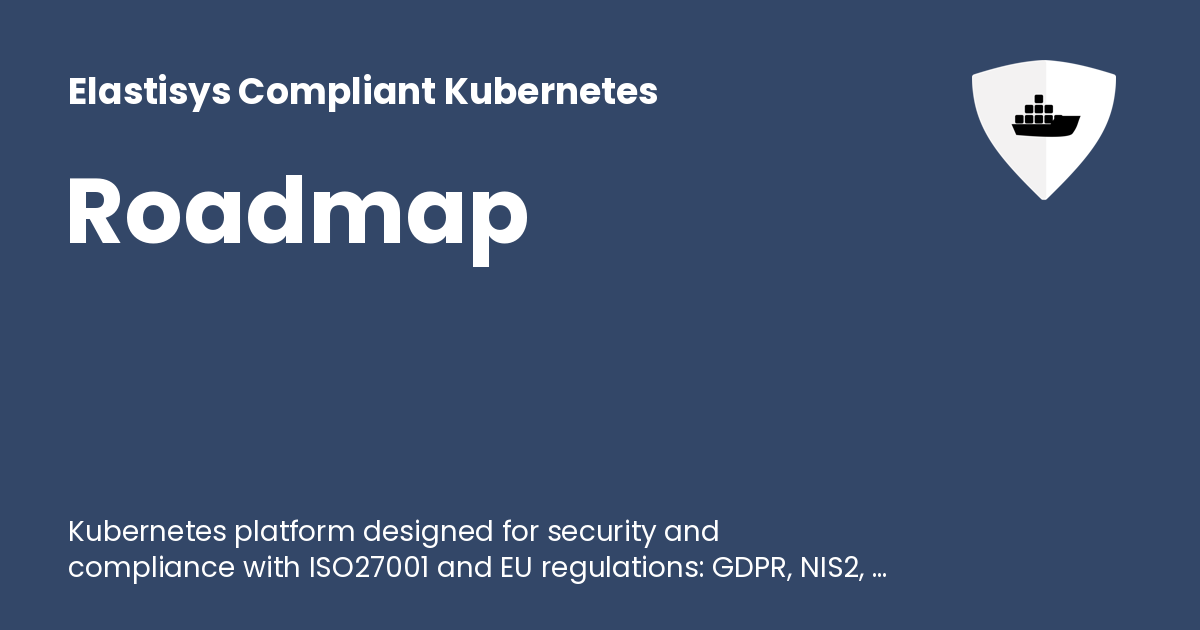 Elastisys Compliant Kubernetes
Roadmap
Kubernetes platform designed for security and
compliance with ISO27001 and EU regulations: GDPR, NIS2, ...